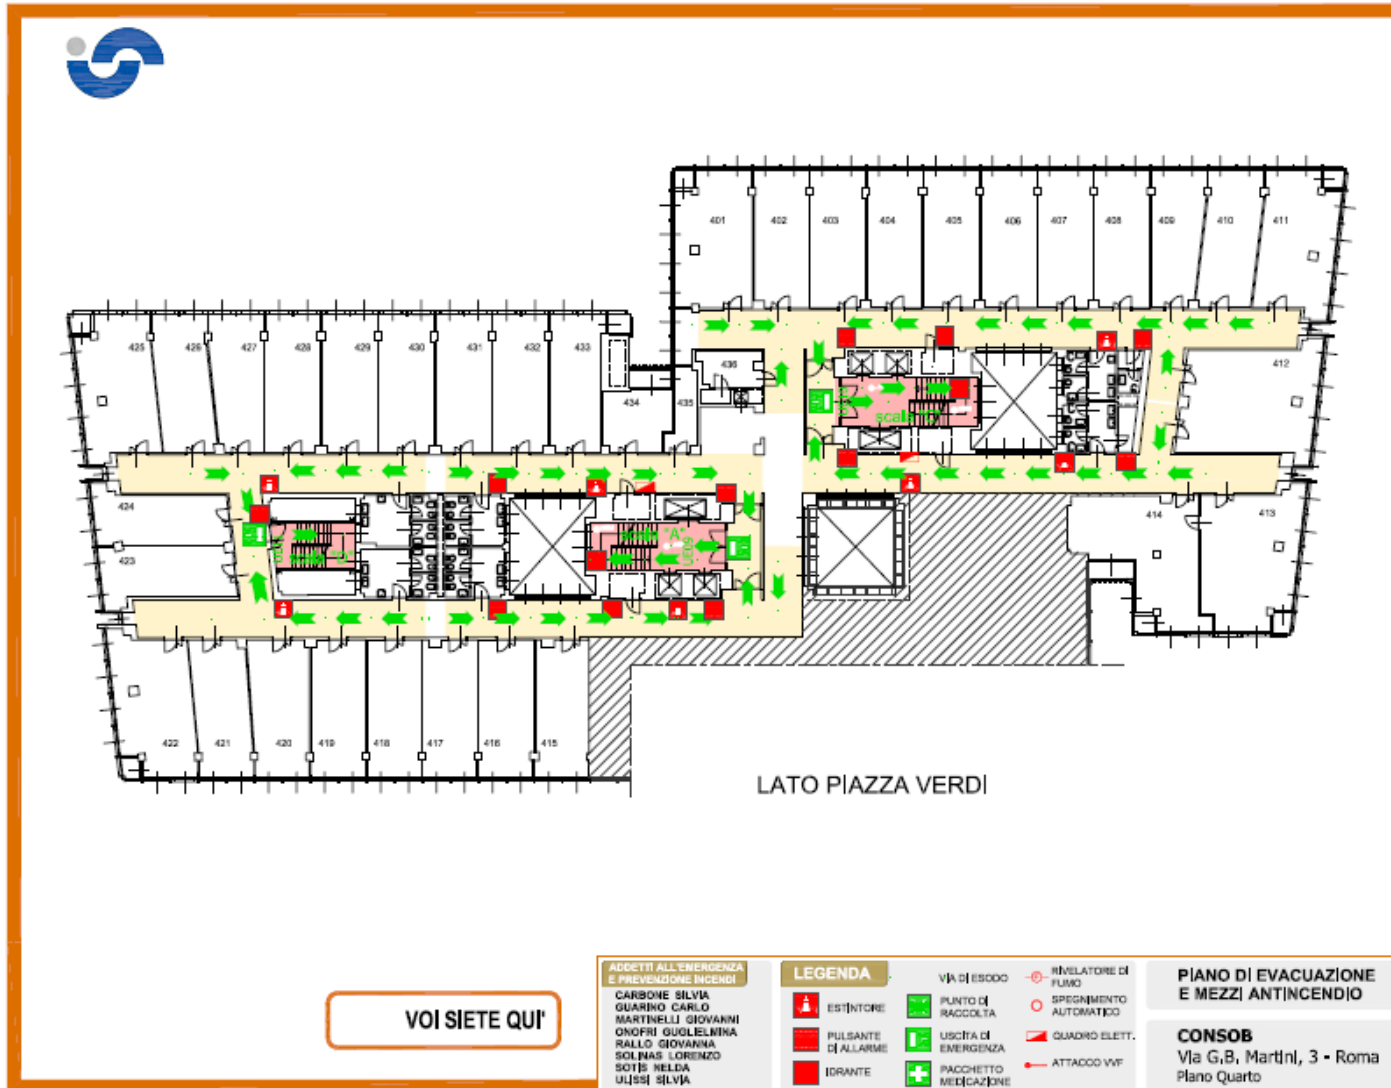 401 402 403 404 405 406 407 408 409 410 411
425 426 427 428 429 430 431 432 433
436
412
434 435
scala "C"
424
423
scala "D"
scala "A"
UE09
414 413
422 421 420 419 418 417 416 415
LATO PIAZZA VERDI
VOI SIETE QUI'
ADDETTI ALL'EMERGENZA
E PREVENZIONE INCENDI
CARBONE SILVIA
GUARINO CARLO
MARTINELLI GIOVANNI
ONOFRI GUGLIELMINA
RALLO GIOVANNA
SOLINAS LORENZO
SOTIS NELDA
ULISSI SILVIA
LEGENDA
ESTINTORE
PULSANTE
DI ALLARME
IDRANTE
VIA DI ESODO
PUNTO DI
RACCOLTA
USCITA DI
EMERGENZA
PACCHETTO
MEDICAZIONE
RIVELATORE DI
FUMO
SPEGNIMENTO
AUTOMATICO
QUADRO ELETT.
ATTACCO VVF
PIANO DI EVACUAZIONE
E MEZZI ANTINCENDIO
CONSOB
Via G.B. Martini, 3 - Roma
Piano Quarto